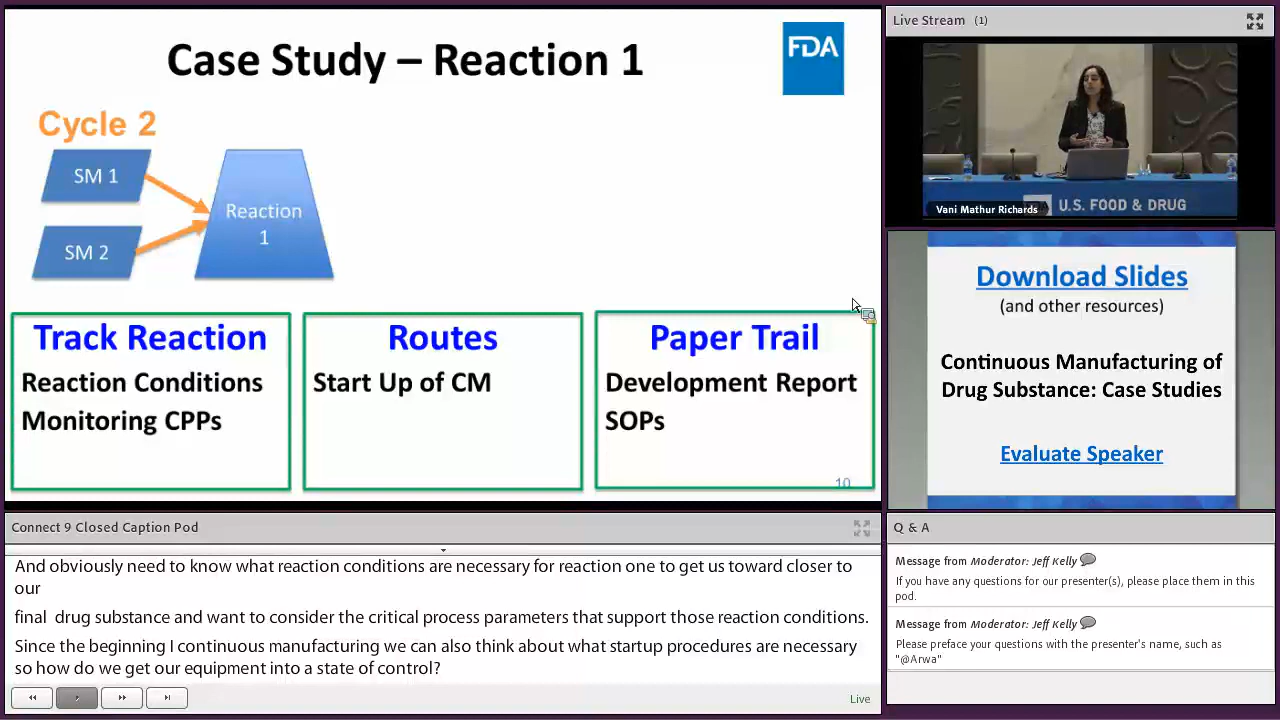 Case Study – Reaction 1
FDA
Cycle 2
SM 1
SM 2
Reaction
1
Track Reaction
Reaction Conditions
Monitoring CPPs
Routes
Start Up of CM
Paper Trail
Development Report
SOPs
10
Live Stream (1)
Vani Mathur Richards
U.S. FOOD & DRUG
Download Slides
(and other resources)
Continuous Manufacturing of
Drug Substance: Case Studies
Evaluate Speaker
Connect 9 Closed Caption Pod
And obviously need to know what reaction conditions are necessary for reaction one to get us toward closer to
our
final drug substance and want to consider the critical process parameters that support those reaction conditions.
Since the beginning I continuous manufacturing we can also think about what startup procedures are necessary
so how do we get our equipment into a state of control?
Live
Q & A
Message from Moderator: Jeff Kelly
If you have any questions for our presenter(s), please place them in this
pod.
Message from Moderator: Jeff Kelly
Please preface your questions with the presenter's name, such as
"@Arwa"